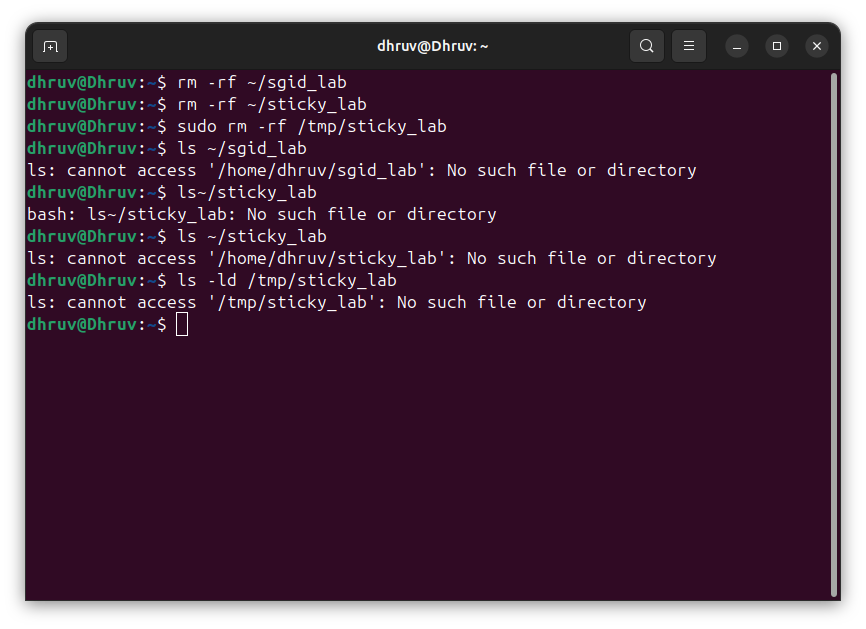 dhruv@Dhruv: ~
dhruv@Dhruv:~$ rm -rf ~/sgid_lab
dhruv@Dhruv:~$ rm -rf ~/sticky_lab
dhruv@Dhruv:~$ sudo rm -rf /tmp/sticky_lab
dhruv@Dhruv:~$ ls ~/sgid_lab
ls: cannot access '/home/dhruv/sgid_lab': No such file or directory
dhruv@Dhruv:~$ ls~/sticky_lab
bash: ls~/sticky_lab: No such file or directory
dhruv@Dhruv:~$ ls ~/sticky_lab
ls: cannot access '/home/dhruv/sticky_lab': No such file or directory
dhruv@Dhruv:~$ ls -ld /tmp/sticky_lab
ls: cannot access '/tmp/sticky_lab': No such file or directory
dhruv@Dhruv:~$